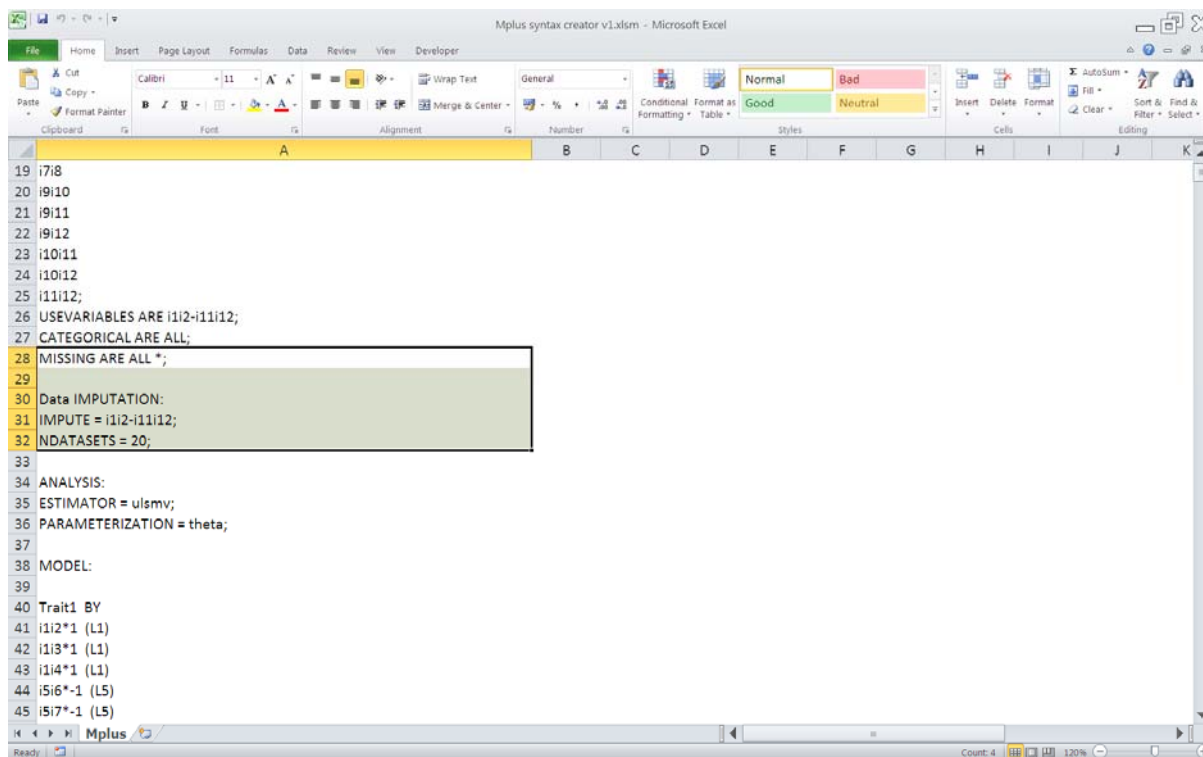 Mplus syntax creator v1.xlsm - Microsoft Excel
File Home Insert Page Layout Formulas Data Review View Developer
Cut
Copy
Format Painter
Paste
Calibri 11 A A
B I U A
Wrap Text
Merge & Center
General
%
Conditional Formatting
Format as Table
Normal Bad
Good Neutral
Insert Delete Format
Σ AutoSum
Fill
Clear
Sort & Filter
Find & Select
Clipboard Font Alignment Number Styles Cells Editing
A B C D E F G H I J K
19 i7i8
20 i9i10
21 i9i11
22 i9i12
23 i10i11
24 i10i12
25 i11i12;
26 USEVARIABLES ARE i1i2-i11i12;
27 CATEGORICAL ARE ALL;
28 MISSING ARE ALL *;
29
30 Data IMPUTATION:
31 IMPUTE = i1i2-i11i12;
32 NDATASETS = 20;
33
34 ANALYSIS:
35 ESTIMATOR = ulsmv;
36 PARAMETERIZATION = theta;
37
38 MODEL:
39
40 Trait1 BY
41 i1i2*1 (L1)
42 i1i3*1 (L1)
43 i1i4*1 (L1)
44 i5i6*-1 (L5)
45 i5i7*-1 (L5)
Mplus
Ready Count: 4 120%